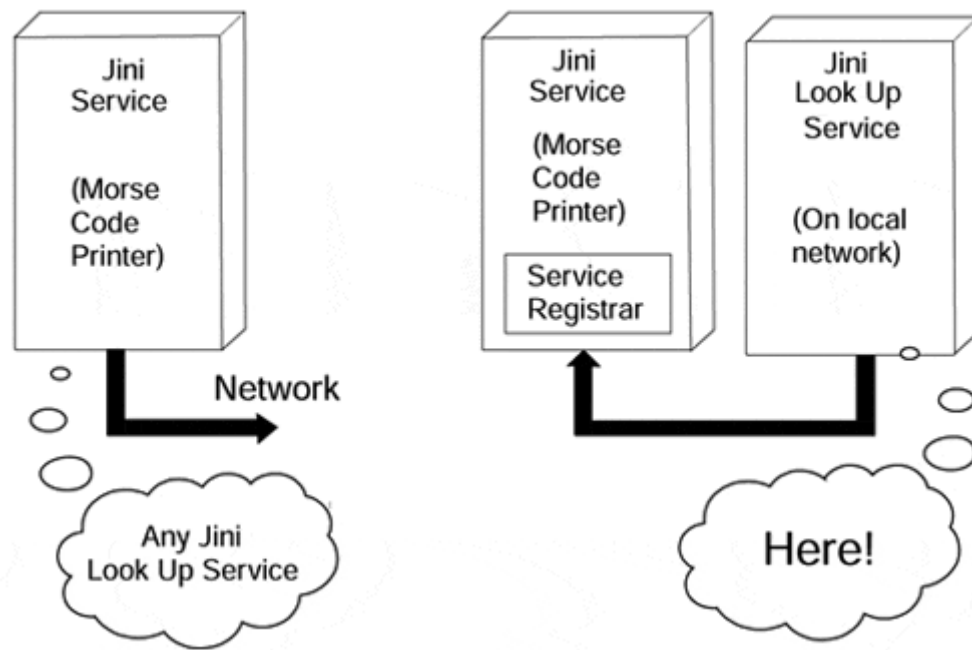 Jini
Service
(Morse
Code
Printer)
Network
Any Jini
Look Up Service
Jini
Service
(Morse
Code
Printer)
Service
Registrar
Jini
Look Up
Service
(On local
network)
Here!